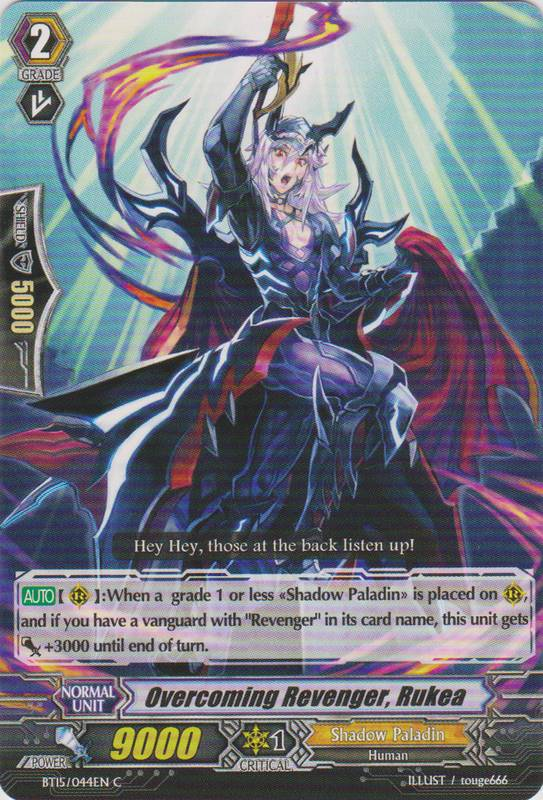 2
GRADE
SHIELD
5000
Hey Hey, those at the back listen up!
AUTO [ R ]:When a grade 1 or less «Shadow Paladin» is placed on R,
and if you have a vanguard with "Revenger" in its card name, this unit gets
+3000 until end of turn.
NORMAL
UNIT
Overcoming Revenger, Rukea
POWER
9000
1
CRITICAL
Shadow Paladin
Human
BT15/044EN C
ILLUST / rouge666